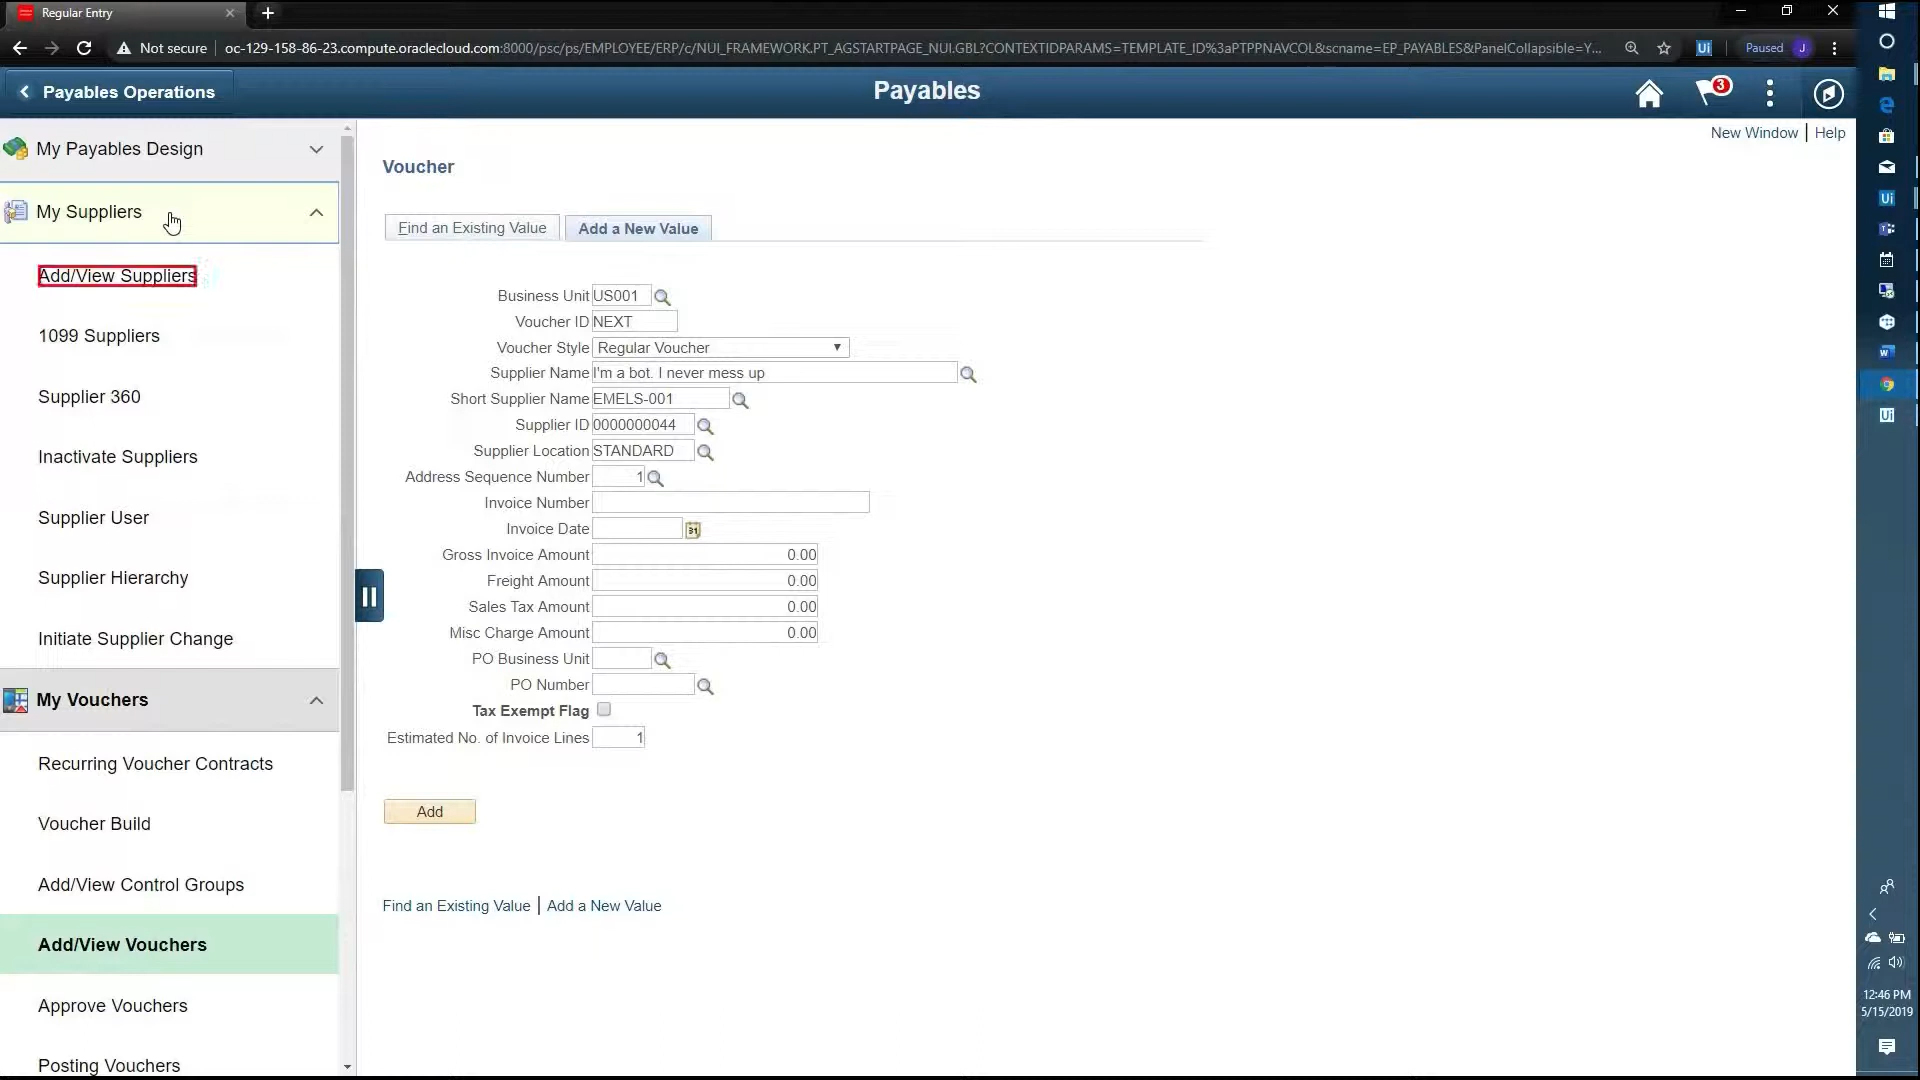 Regular Entry
Not secure
oc-129-158-86-23.compute.oraclecloud.com:8000/psc/ps/EMPLOYEE/ERP/c/NUI_FRAMEWORK.PT_AGSTARTPAGE_NUI.GBL?CONTEXTIDPARAMS=TEMPLATE_ID%3aPTPPNAVCOL&scname=EP_PAYABLES&PanelCollapsible=Y...
Ui
Paused
J
Payables Operations
Payables
3
My Payables Design
New Window | Help
My Suppliers
Add/View Suppliers
1099 Suppliers
Supplier 360
Inactivate Suppliers
Supplier User
Supplier Hierarchy
Initiate Supplier Change
My Vouchers
Recurring Voucher Contracts
Voucher Build
Add/View Control Groups
Add/View Vouchers
Approve Vouchers
Posting Vouchers
Voucher
Find an Existing Value
Add a New Value
Business Unit US001
Voucher ID NEXT
Voucher Style Regular Voucher
Supplier Name I'm a bot. I never mess up
Short Supplier Name EMELS-001
Supplier ID 0000000044
Supplier Location STANDARD
Address Sequence Number 1
Invoice Number
Invoice Date
31
Gross Invoice Amount 0.00
Freight Amount 0.00
Sales Tax Amount 0.00
Misc Charge Amount 0.00
PO Business Unit
PO Number
Tax Exempt Flag
Estimated No. of Invoice Lines 1
Add
Find an Existing Value | Add a New Value
Ui
Ui
12:46 PM
5/15/2019